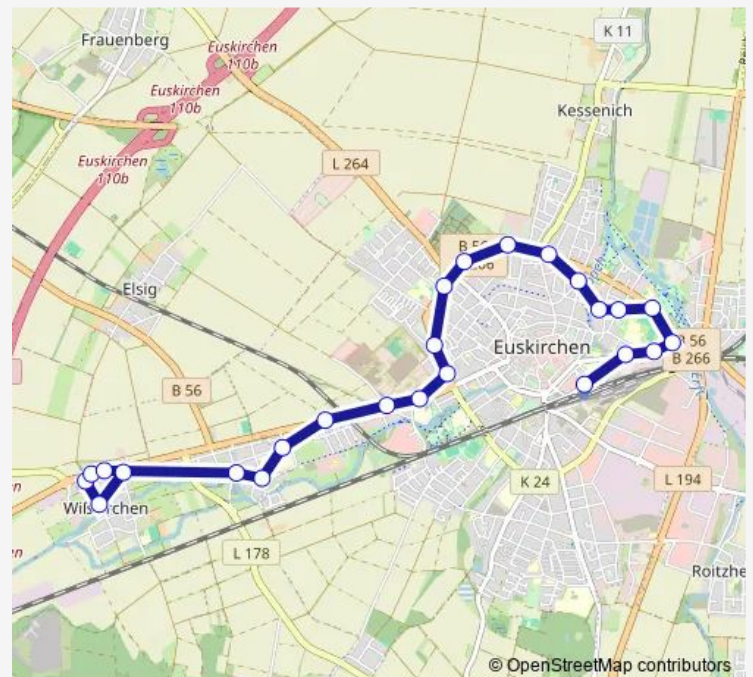 Frauenberg
Euskirchen
110b
K 11
Euskirchen
110b
Kessenich
Euskirchen
110b
L 264
B 56
Elsig
Euskirchen
B 56
B 266
B 56
K 24
L 194
Wißkirchen
L 178
Roitzhe
© OpenStreetMap contributors